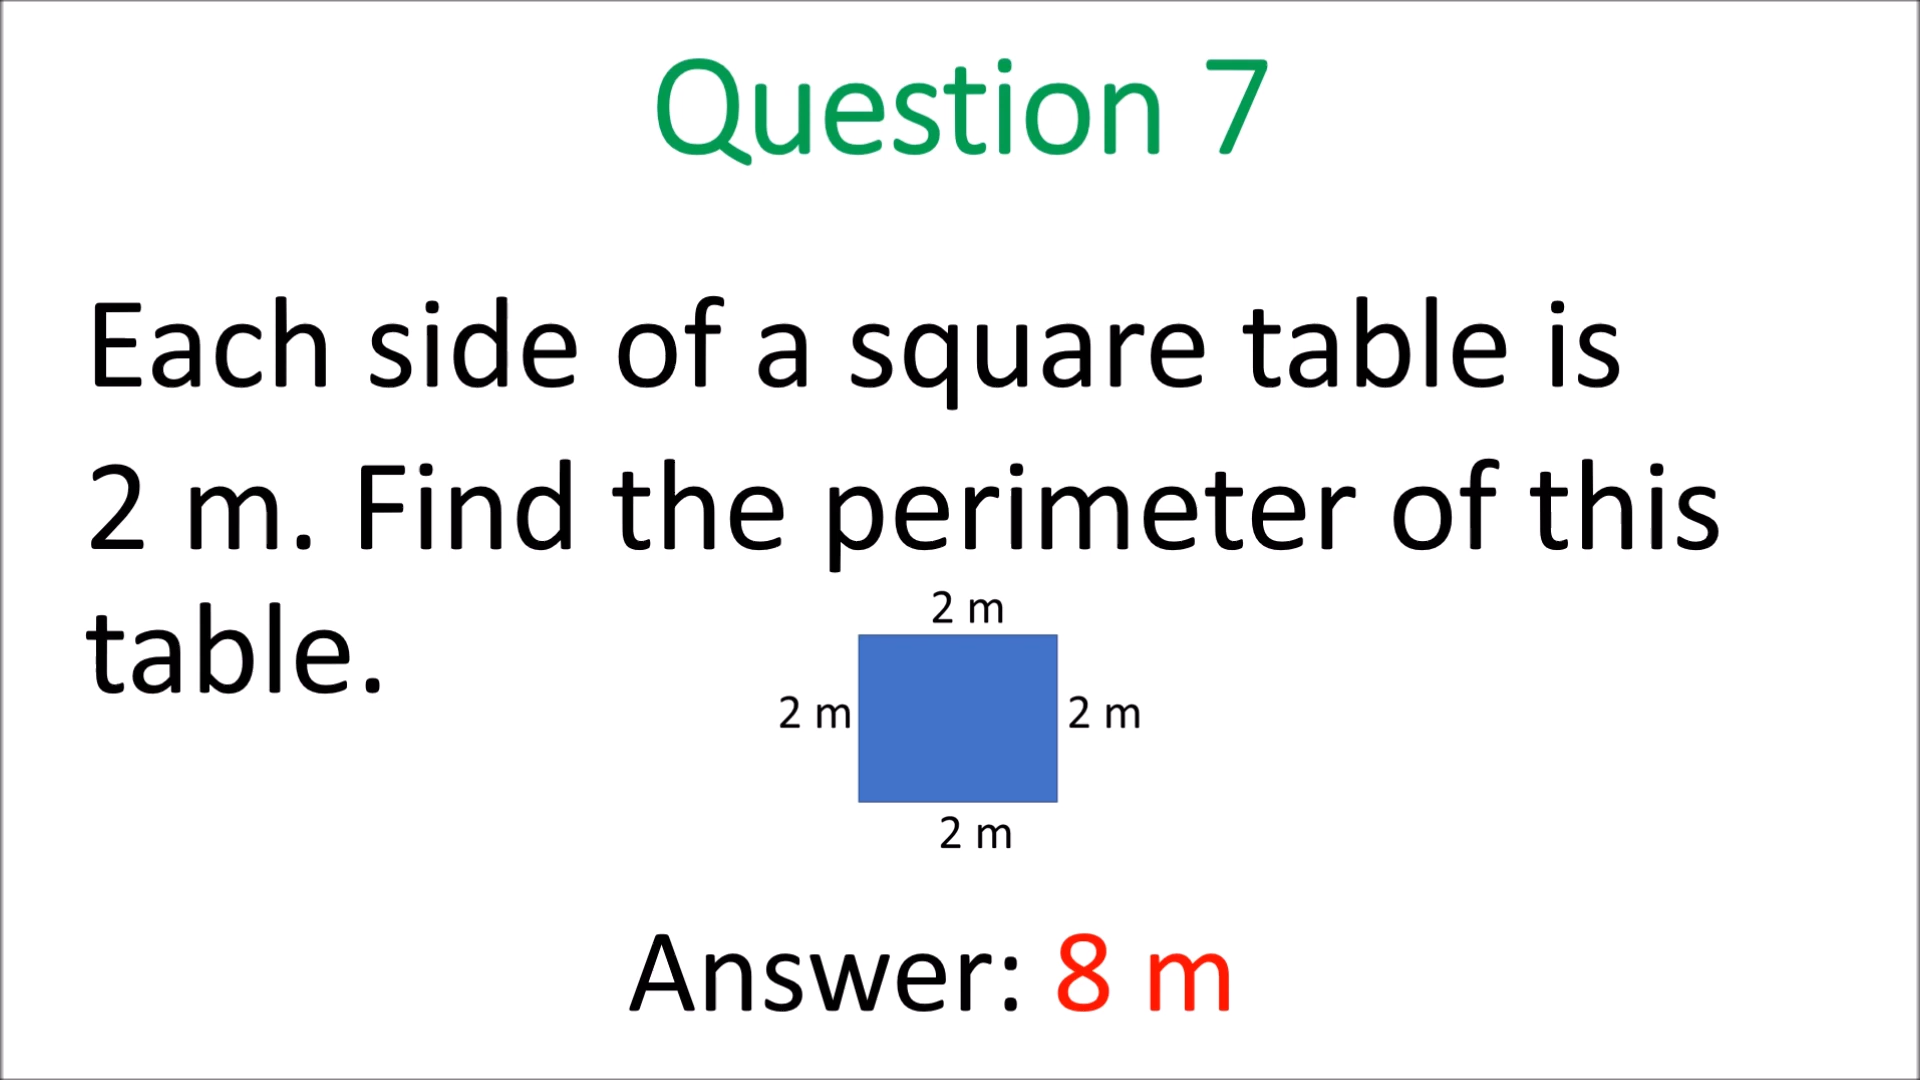 Question 7
Each side of a square table is
2 m. Find the perimeter of this
table.
2 m
2 m 2 m
2 m
Answer: 8 m